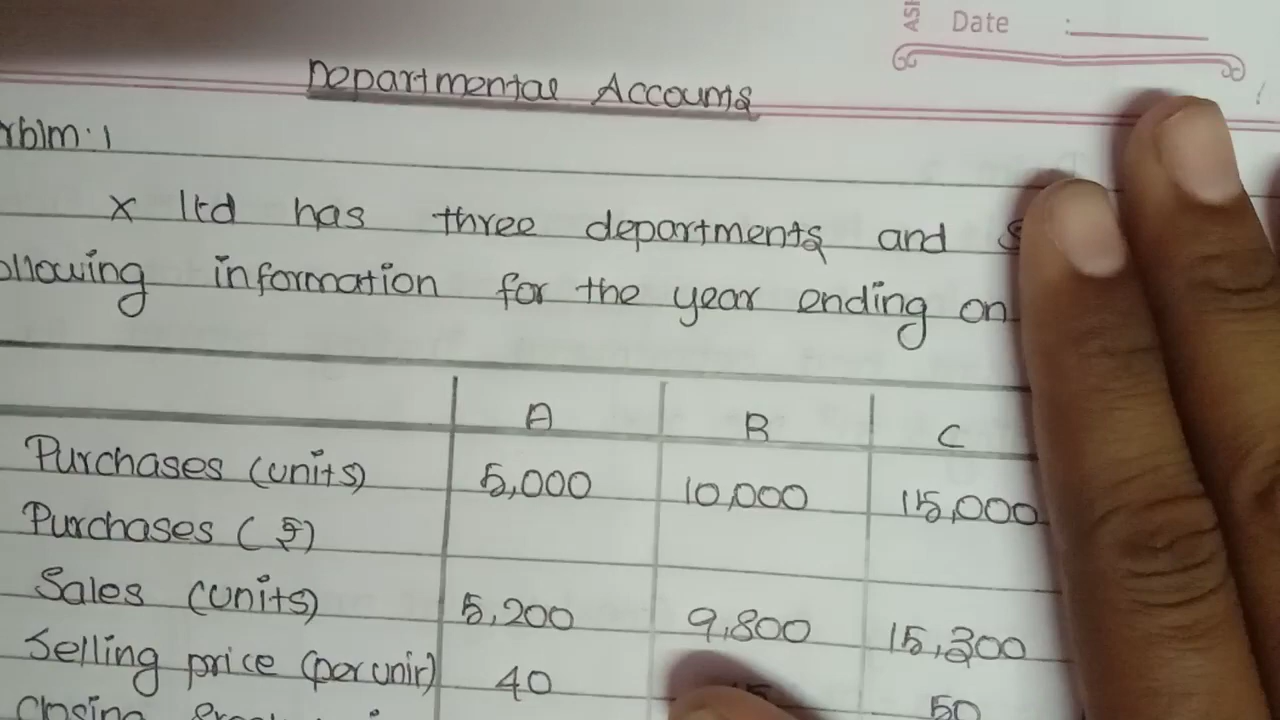 Date :
Departmental Accounts
rblm:1
X ltd has three departments and
ollowing information for the year ending on
A B C
Purchases (units) 5,000 10,000 15,000
Purchases (₹)
Sales (units) 5,200 9,800 15,300
Selling price (per unit) 40 50
Closing